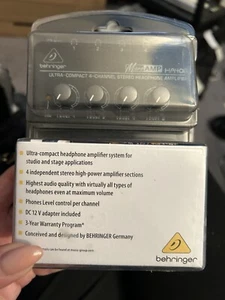 behringer
MicroAMP HA400
ULTRA-COMPACT 4-CHANNEL STEREO HEADPHONE AMPLIFIER
Ultra-compact headphone amplifier system for
studio and stage applications
4 independent stereo high-power amplifier sections
Highest audio quality with virtually all types of
headphones even at maximum volume
Phones Level control per channel
DC 12 V adapter included
3-Year Warranty Program*
Conceived and designed by BEHRINGER Germany
behringer